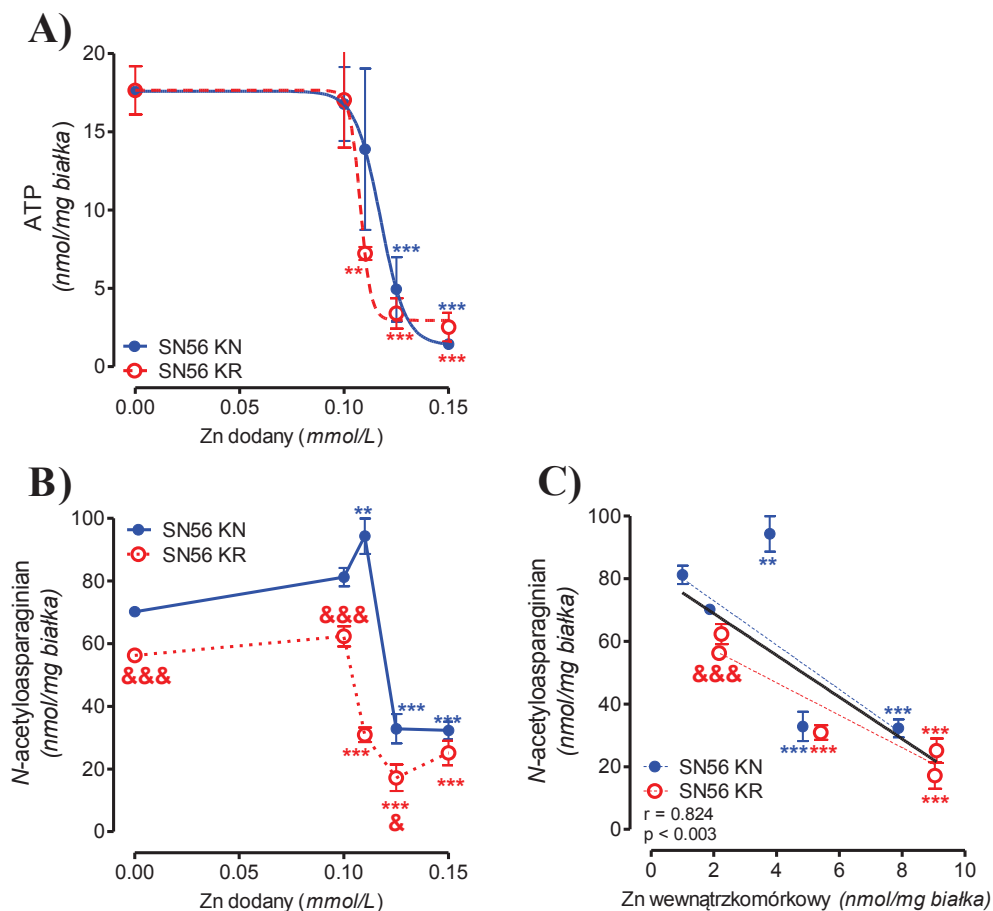 A)
20
15
10
5
0
ATP
(nmol/mg białka)
**
***
***
***
***
SN56 KN
SN56 KR
0.00 0.05 0.10 0.15
Zn dodany (mmol/L)
B)
100
80
60
40
20
0
N-acetyloasparaginian
(nmol/mg białka)
SN56 KN
SN56 KR
**
&&&
&&&
***
***
***
***
&
***
0.00 0.05 0.10 0.15
Zn dodany (mmol/L)
C)
100
80
60
40
20
0
N-acetyloasparaginian
(nmol/mg białka)
**
&&&
***
***
***
***
***
SN56 KN
SN56 KR
r = 0.824
p < 0.003
0 2 4 6 8 10
Zn wewnątrzkomórkowy (nmol/mg białka)